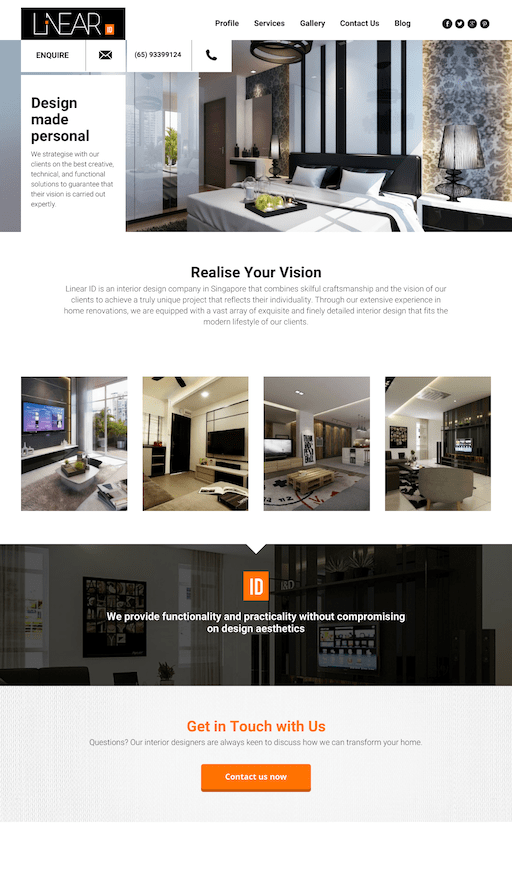 LiNEAR ID
Profile Services Gallery Contact Us Blog
ENQUIRE (65) 93399124
Design
made
personal
We strategise with our
clients on the best creative,
technical, and functional
solutions to guarantee that
their vision is carried out
expertly.
Realise Your Vision
Linear ID is an interior design company in Singapore that combines skilful craftsmanship and the vision of our
clients to achieve a truly unique project that reflects their individuality. Through our extensive experience in
home renovations, we are equipped with a vast array of exquisite and finely detailed interior design that fits the
modern lifestyle of our clients.
ID
We provide functionality and practicality without compromising
on design aesthetics
Get in Touch with Us
Questions? Our interior designers are always keen to discuss how we can transform your home.
Contact us now